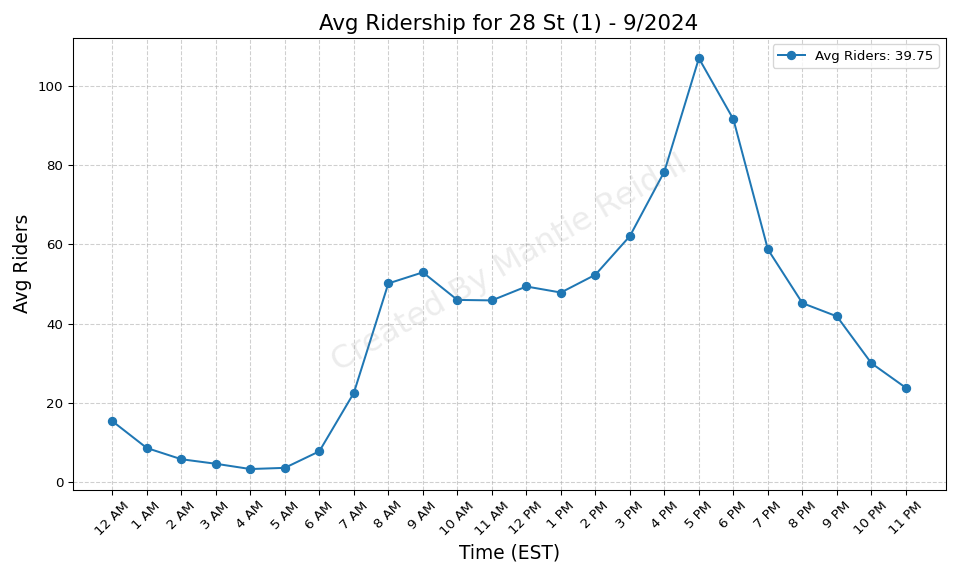 Avg Ridership for 28 St (1) - 9/2024
Avg Riders: 39.75
Avg Riders
100
80
60
40
20
0
12 AM
1 AM
2 AM
3 AM
4 AM
5 AM
6 AM
7 AM
8 AM
9 AM
10 AM
11 AM
12 PM
1 PM
2 PM
3 PM
4 PM
5 PM
6 PM
7 PM
8 PM
9 PM
10 PM
11 PM
Time (EST)
Created By Mantie